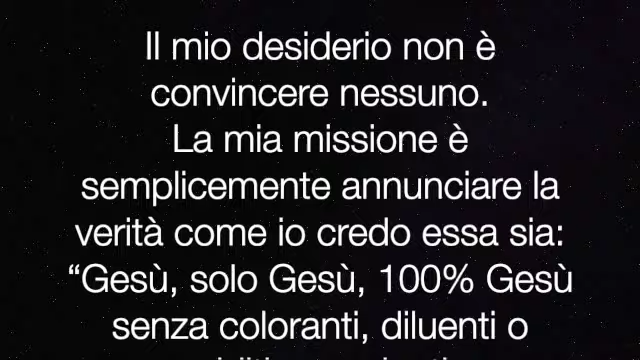 Il mio desiderio non è
convincere nessuno.
La mia missione è
semplicemente annunciare la
verità come io credo essa sia:
“Gesù, solo Gesù, 100% Gesù
senza coloranti, diluenti o